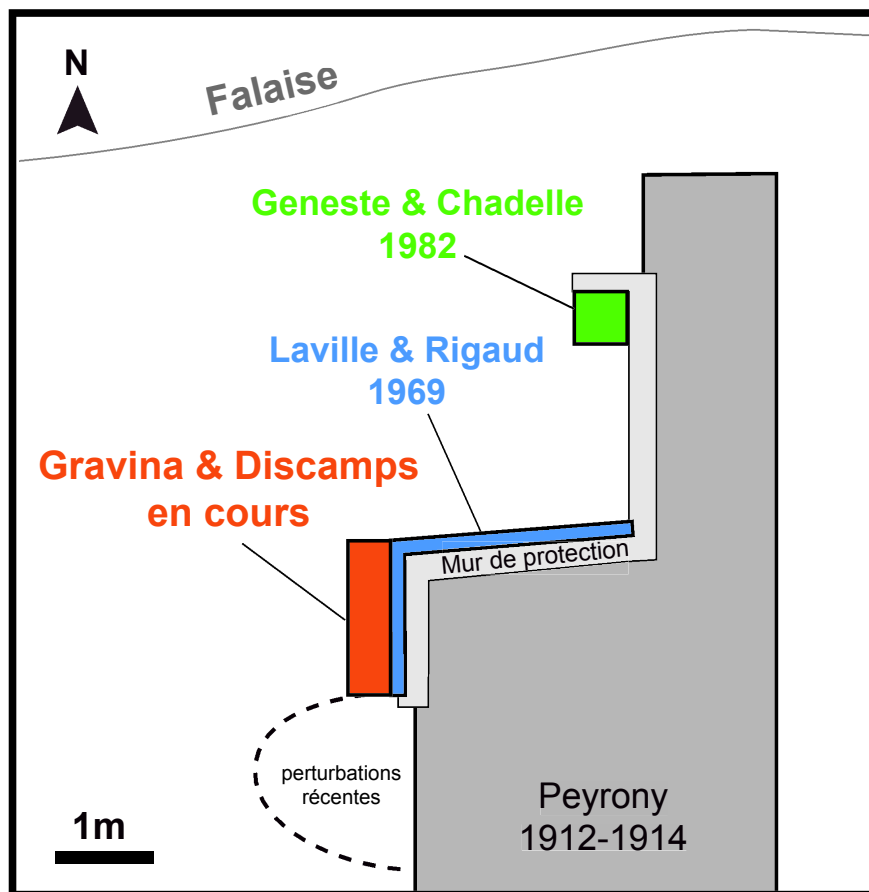 N
Falaise
Geneste & Chadelle
1982
Laville & Rigaud
1969
Gravina & Discamps
en cours
Mur de protection
perturbations
récentes
Peyrony
1912-1914
1m